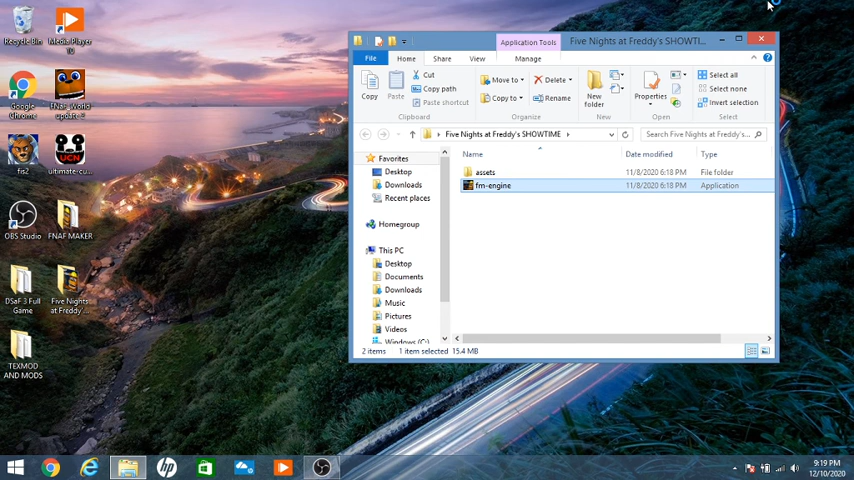 Recycle Bin
Media Player 10
Google Chrome
FNAF World update 2
fis2
UCN
ultimate-cu...
OBS Studio
FNAF MAKER
DSaF 3 Full Game
Five Nights at Freddy ...
TEXMOD AND MODS
Application Tools
Five Nights at Freddy's SHOWTI...
File
Home
Share
View
Manage
Copy
Paste
Cut
Copy path
Paste shortcut
Clipboard
Move to
Copy to
Delete
Rename
Organize
New folder
New
Properties
Open
Select all
Select none
Invert selection
Select
Five Nights at Freddy's SHOWTIME
Search Five Nights at Freddy's...
Favorites
Desktop
Downloads
Recent places
Homegroup
This PC
Desktop
Documents
Downloads
Music
Pictures
Videos
Windows (C:)
Name
Date modified
Type
assets
11/8/2020 6:18 PM
File folder
fm-engine
11/8/2020 6:18 PM
Application
2 items
1 item selected 15.4 MB
hp
9:19 PM
12/10/2020